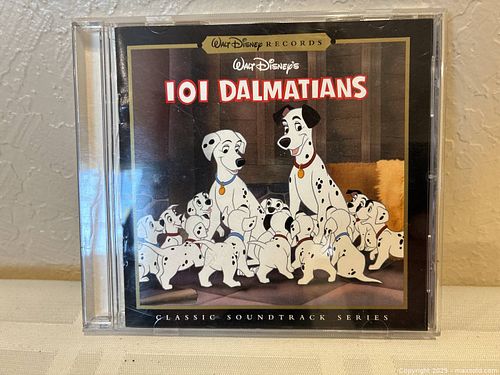 WALT DISNEY RECORDS
WALT DISNEY'S
101 DALMATIANS
CLASSIC SOUNDTRACK SERIES
Copyright 2025 - maxsold.com